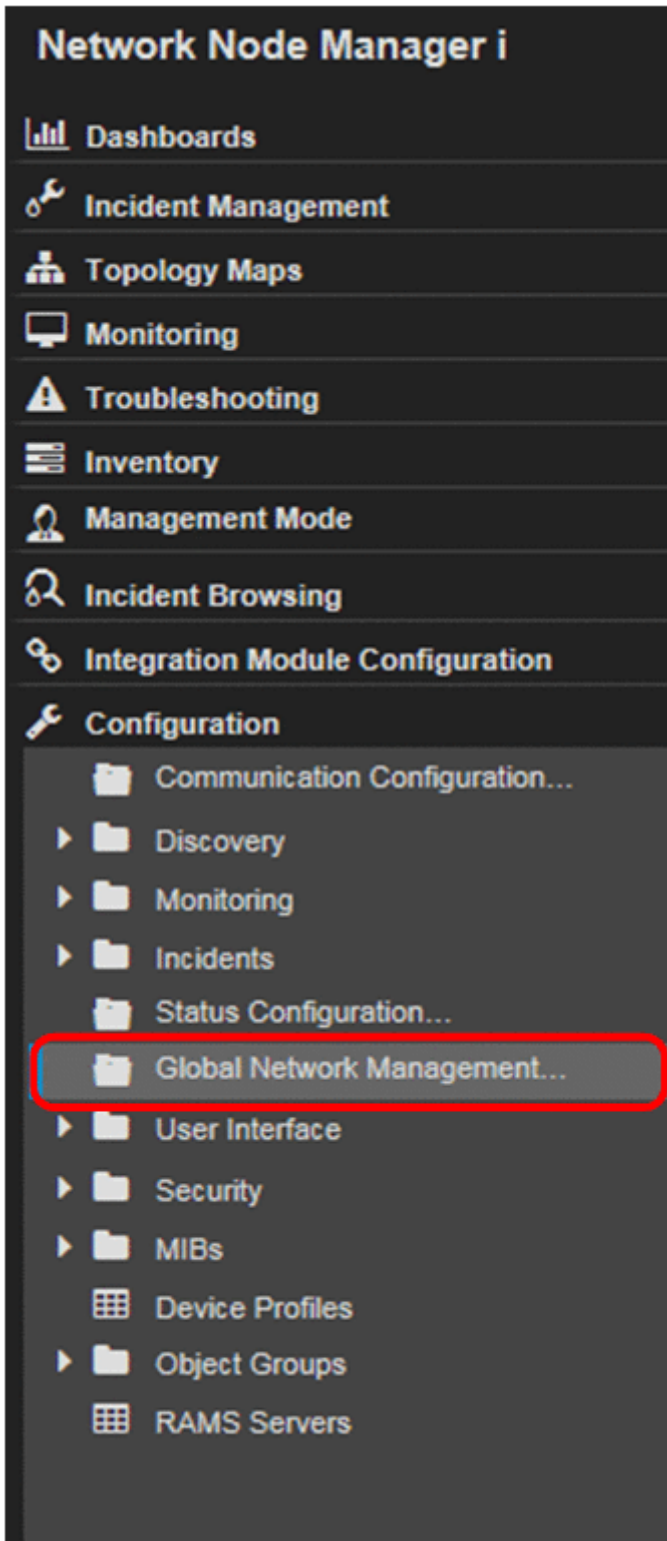 Network Node Manager i
Dashboards
Incident Management
Topology Maps
Monitoring
Troubleshooting
Inventory
Management Mode
Incident Browsing
Integration Module Configuration
Configuration
Communication Configuration...
Discovery
Monitoring
Incidents
Status Configuration...
Global Network Management...
User Interface
Security
MIBs
Device Profiles
Object Groups
RAMS Servers